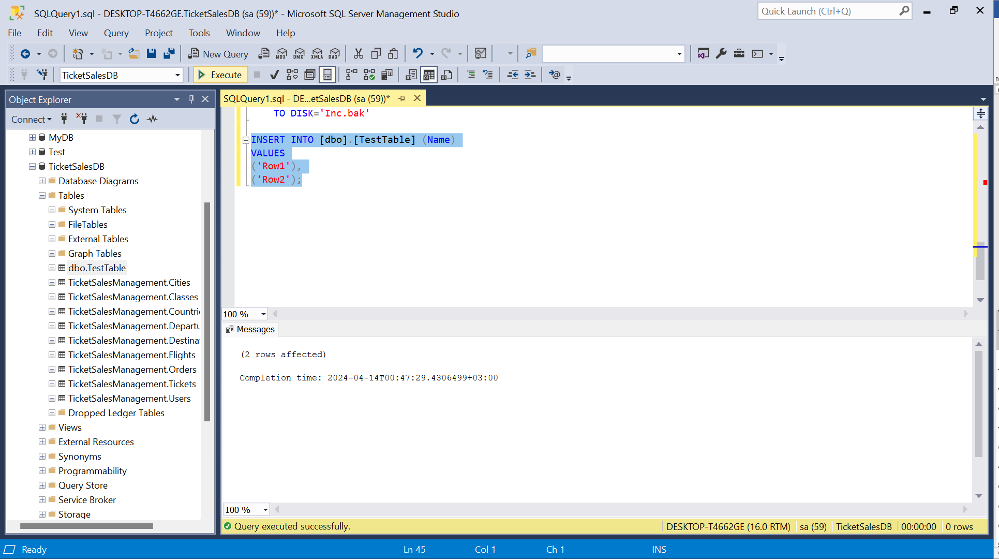 SQLQuery1.sql - DESKTOP-T4662GE.TicketSalesDB (sa (59))* - Microsoft SQL Server Management Studio
Quick Launch (Ctrl+Q)
File Edit View Query Project Tools Window Help
New Query MDX DMX XMLA DAX
TicketSalesDB Execute
Object Explorer
Connect
MyDB
Test
TicketSalesDB
Database Diagrams
Tables
System Tables
FileTables
External Tables
Graph Tables
dbo.TestTable
TicketSalesManagement.Cities
TicketSalesManagement.Classes
TicketSalesManagement.Countrie
TicketSalesManagement.Departu
TicketSalesManagement.Destinat
TicketSalesManagement.Flights
TicketSalesManagement.Orders
TicketSalesManagement.Tickets
TicketSalesManagement.Users
Dropped Ledger Tables
Views
External Resources
Synonyms
Programmability
Query Store
Service Broker
Storage
SQLQuery1.sql - DE...etSalesDB (sa (59))*
TO DISK='Inc.bak'
INSERT INTO [dbo].[TestTable] (Name)
VALUES
('Row1'),
('Row2');
100 %
Messages
(2 rows affected)
Completion time: 2024-04-14T00:47:29.4306499+03:00
100 %
Query executed successfully. DESKTOP-T4662GE (16.0 RTM) sa (59) TicketSalesDB 00:00:00 0 rows
Ready Ln 45 Col 1 Ch 1 INS